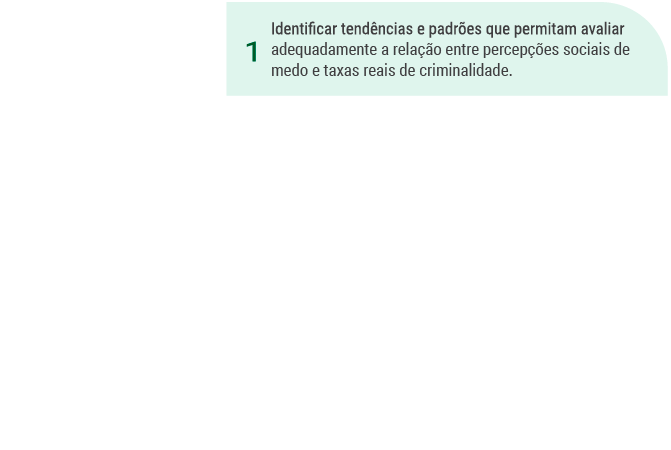 1
Identificar tendências e padrões que permitam avaliar
adequadamente a relação entre percepções sociais de
medo e taxas reais de criminalidade.